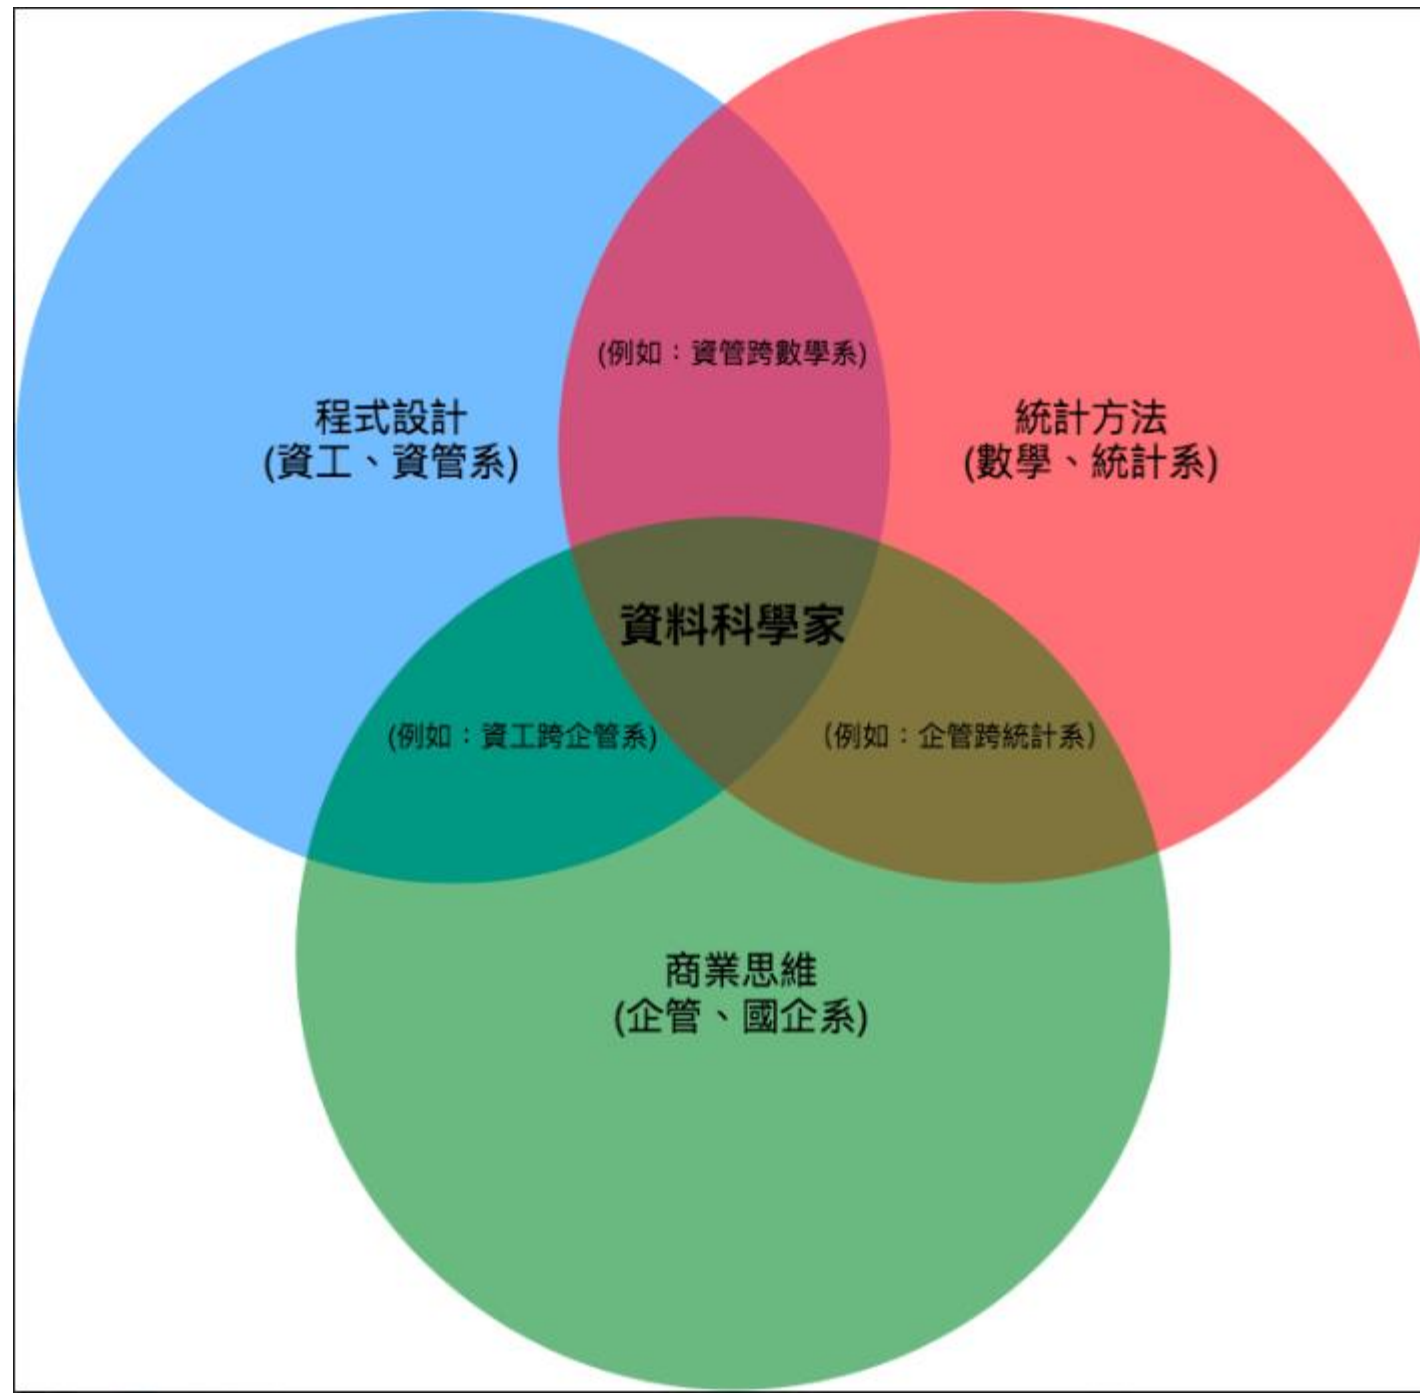 (例如：資管跨數學系)
程式設計
(資工、資管系)
統計方法
(數學、統計系)
資料科學家
(例如：資工跨企管系)
(例如：企管跨統計系)
商業思維
(企管、國企系)